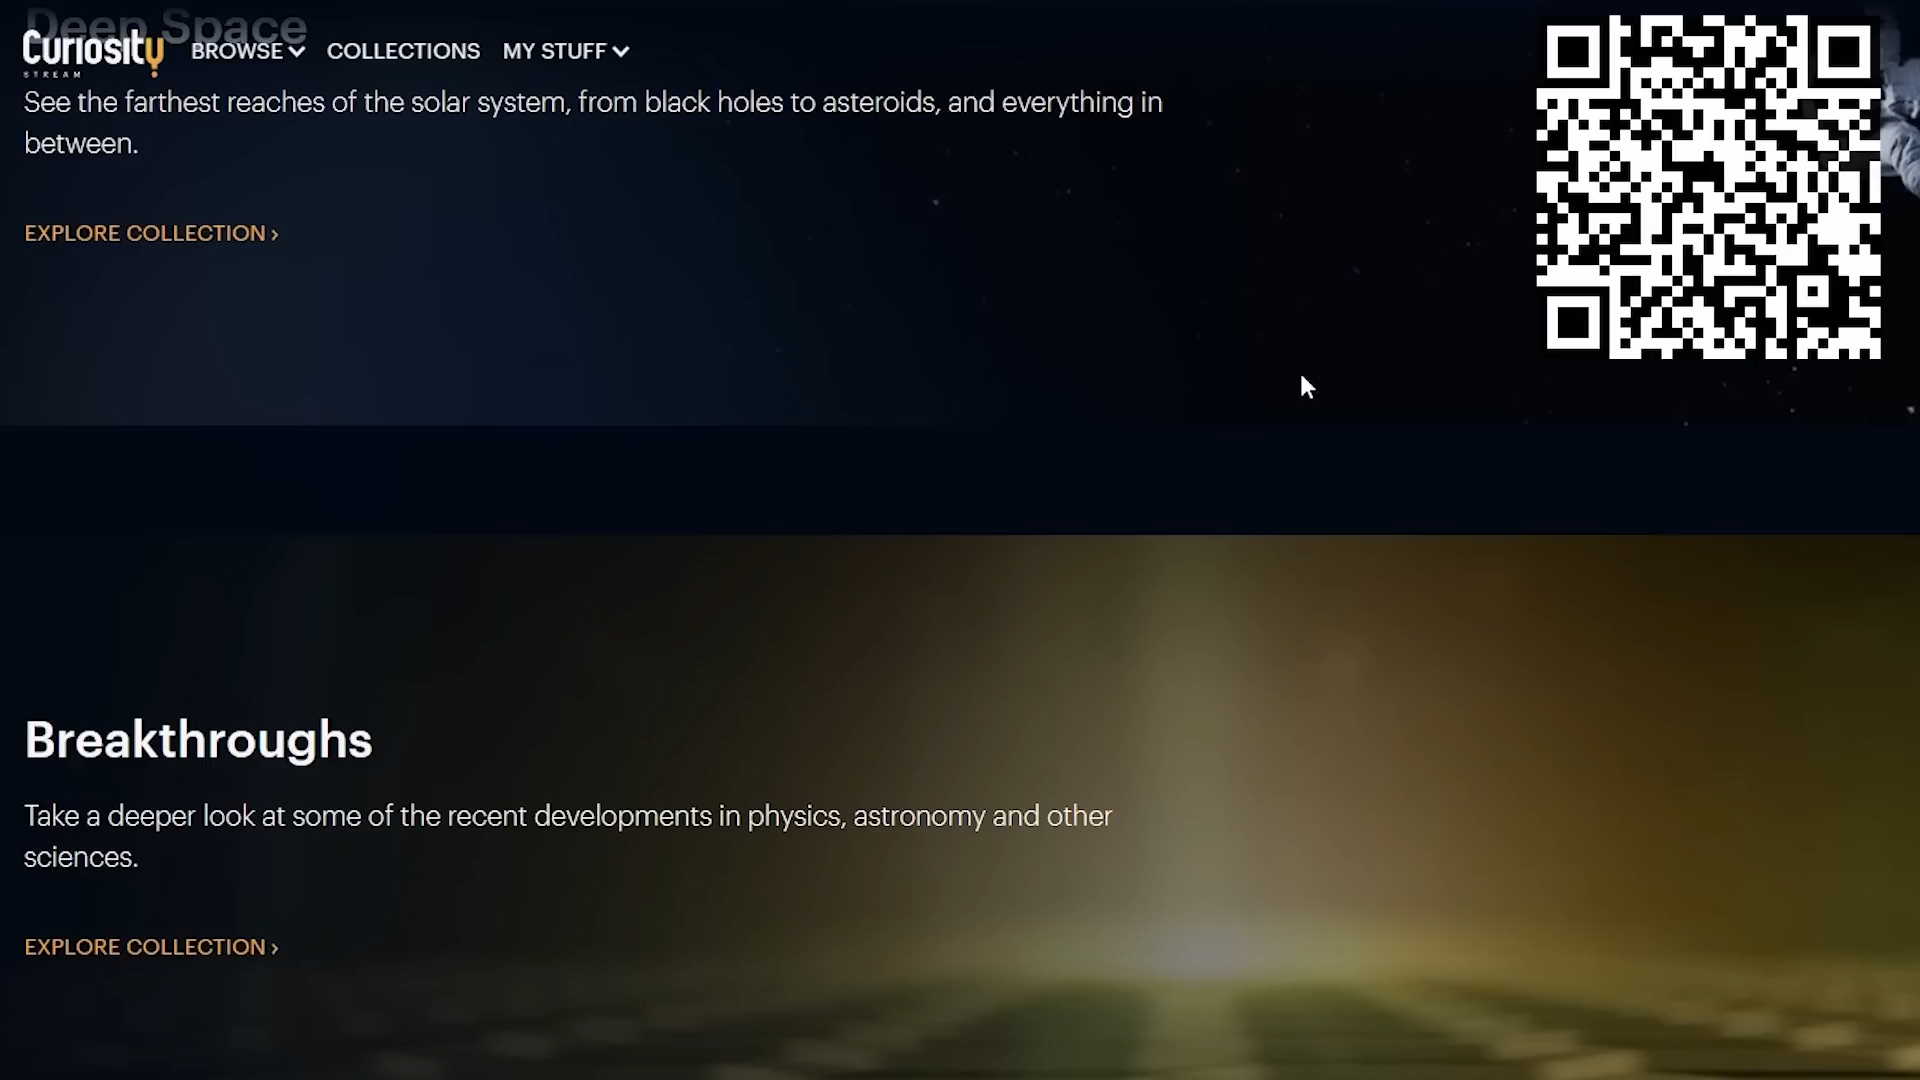 Deep Space
Curiosity
STREAM
BROWSE COLLECTIONS MY STUFF
See the farthest reaches of the solar system, from black holes to asteroids, and everything in
between.
EXPLORE COLLECTION ›
Breakthroughs
Take a deeper look at some of the recent developments in physics, astronomy and other
sciences.
EXPLORE COLLECTION ›